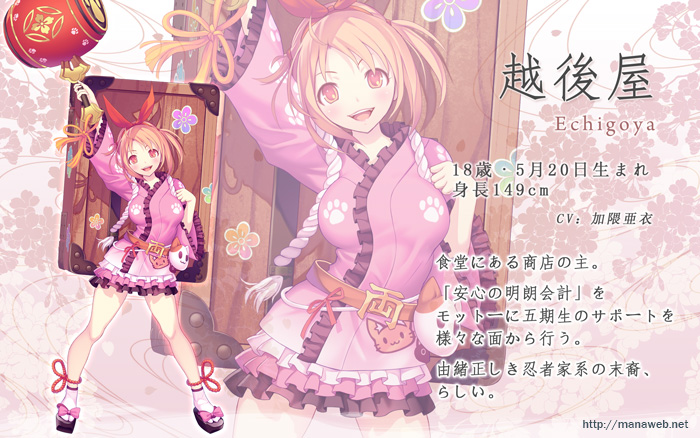 越後屋
Echigoya
18歳・5月20日生まれ
身長149cm
CV：加隈亜衣
食堂にある商店の主。
「安心の明朗会計」を
モットーに五期生のサポートを
様々な面から行う。
由緒正しき忍者家系の末裔、
らしい。
両
http://manaweb.net